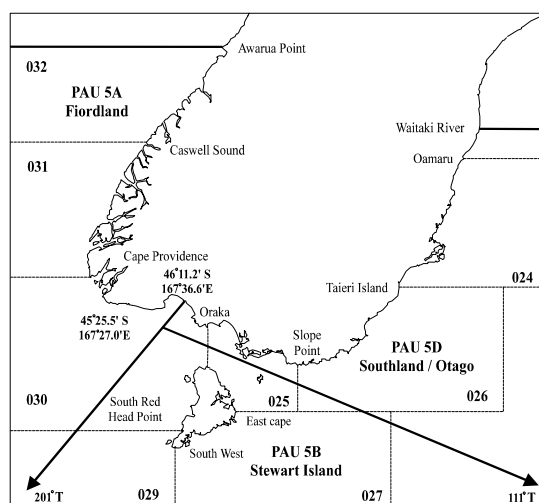 Awarua Point
032
PAU 5A
Fiordland
Waitaki River
Caswell Sound
Oamaru
031
Cape Providence
46°11.2' S
167°36.6'E
024
Taieri Island
Oraka
45°25.5' S
167°27.0'E
Slope
Point
PAU 5D
Southland / Otago
030
South Red
Head Point
025
026
East cape
South West
PAU 5B
Stewart Island
201°T
029
027
111°T